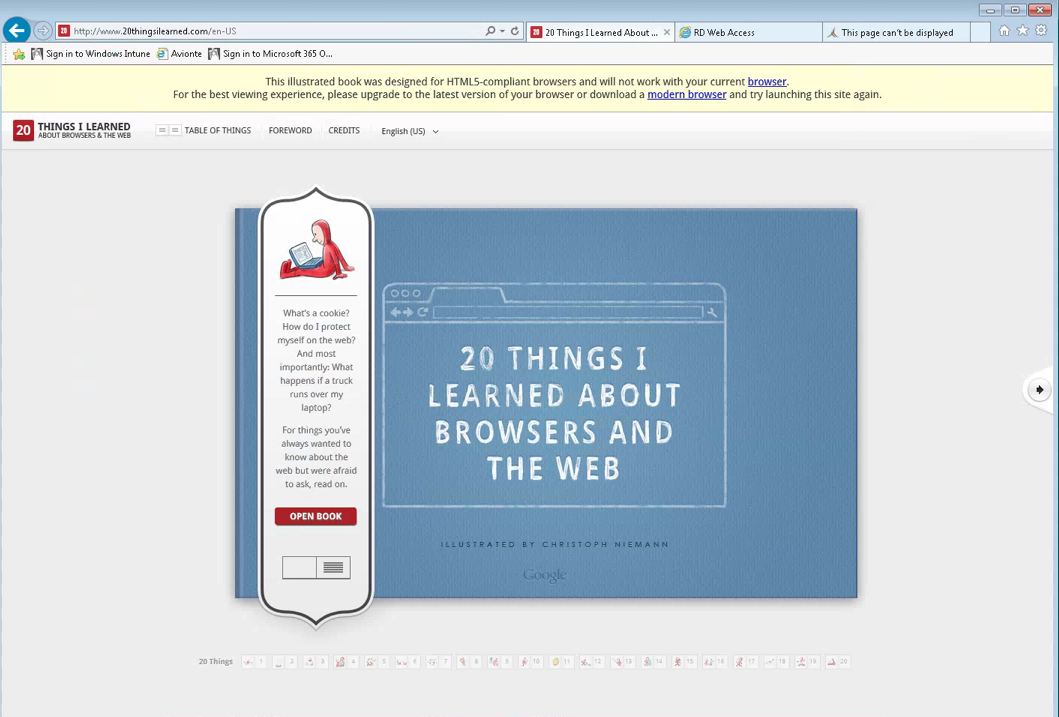 http://www.20thingsilearned.com/en-US
20 Things I Learned About ...
RD Web Access
This page can't be displayed
Sign in to Windows Intune
Avionte
Sign in to Microsoft 365 O...
This illustrated book was designed for HTML5-compliant browsers and will not work with your current browser.
For the best viewing experience, please upgrade to the latest version of your browser or download a modern browser and try launching this site again.
20 THINGS I LEARNED
ABOUT BROWSERS & THE WEB
TABLE OF THINGS
FOREWORD
CREDITS
English (US)
What's a cookie?
How do I protect
myself on the web?
And most
importantly: What
happens if a truck
runs over my
laptop?
For things you've
always wanted to
know about the
web but were afraid
to ask, read on.
OPEN BOOK
20 THINGS I
LEARNED ABOUT
BROWSERS AND
THE WEB
ILLUSTRATED BY CHRISTOPH NIEMANN
Google
20 Things 1 2 3 4 5 6 7 8 9 10 11 12 13 14 15 16 17 18 19 20